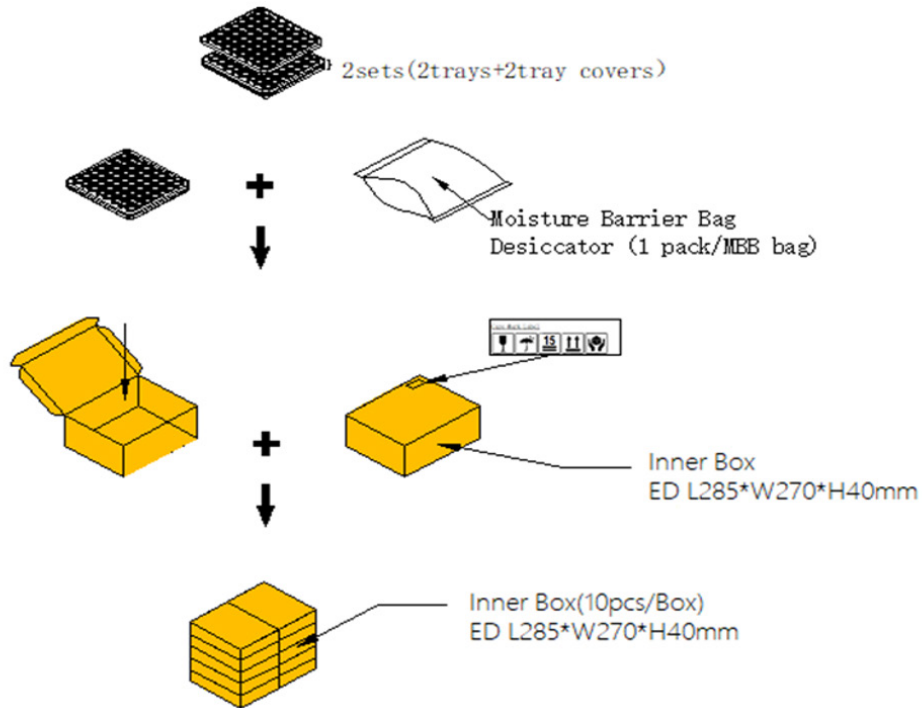 2sets(2trays+2tray covers)
Moisture Barrier Bag
Desiccator (1 pack/MBB bag)
15
Inner Box
ED L285*W270*H40mm
Inner Box(10pcs/Box)
ED L285*W270*H40mm